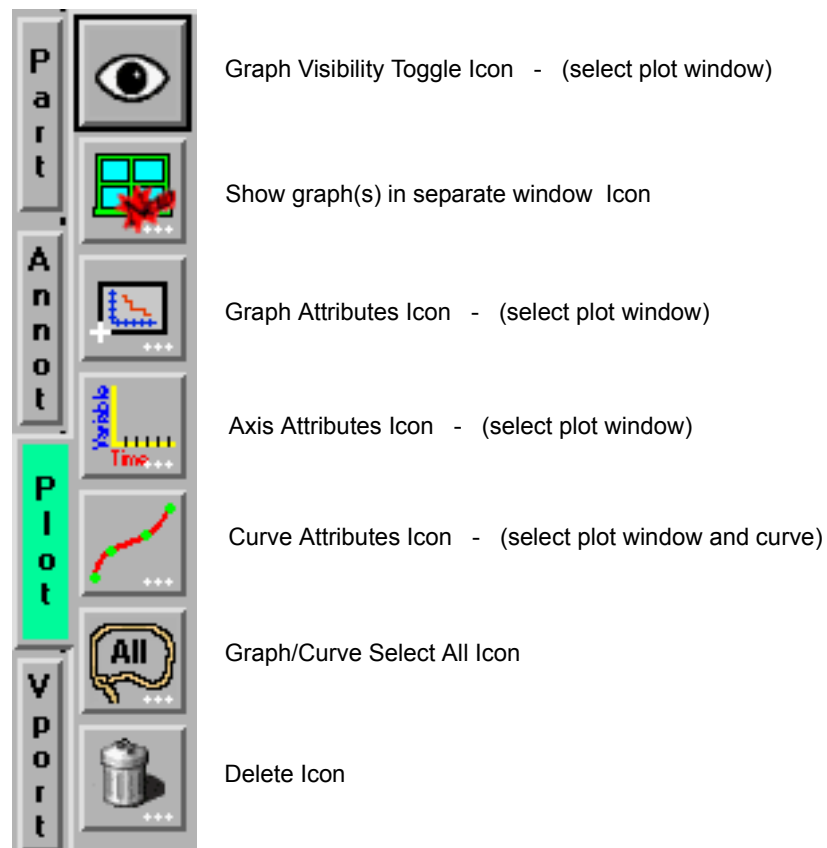 Part
Annot
Plot
Vport
Graph Visibility Toggle Icon - (select plot window)
Show graph(s) in separate window Icon
Graph Attributes Icon - (select plot window)
Variable
Time
Axis Attributes Icon - (select plot window)
Curve Attributes Icon - (select plot window and curve)
All
Graph/Curve Select All Icon
Delete Icon